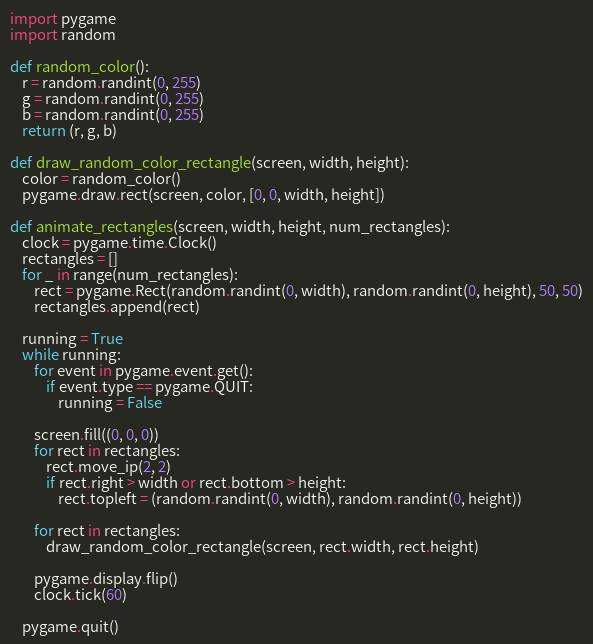 import pygame
import random

def random_color():
    r = random.randint(0, 255)
    g = random.randint(0, 255)
    b = random.randint(0, 255)
    return (r, g, b)

def draw_random_color_rectangle(screen, width, height):
    color = random_color()
    pygame.draw.rect(screen, color, [0, 0, width, height])

def animate_rectangles(screen, width, height, num_rectangles):
    clock = pygame.time.Clock()
    rectangles = []
    for _ in range(num_rectangles):
        rect = pygame.Rect(random.randint(0, width), random.randint(0, height), 50, 50)
        rectangles.append(rect)

    running = True
    while running:
        for event in pygame.event.get():
            if event.type == pygame.QUIT:
                running = False

        screen.fill((0, 0, 0))
        for rect in rectangles:
            rect.move_ip(2, 2)
            if rect.right > width or rect.bottom > height:
                rect.topleft = (random.randint(0, width), random.randint(0, height))

        for rect in rectangles:
            draw_random_color_rectangle(screen, rect.width, rect.height)

        pygame.display.flip()
        clock.tick(60)

    pygame.quit()